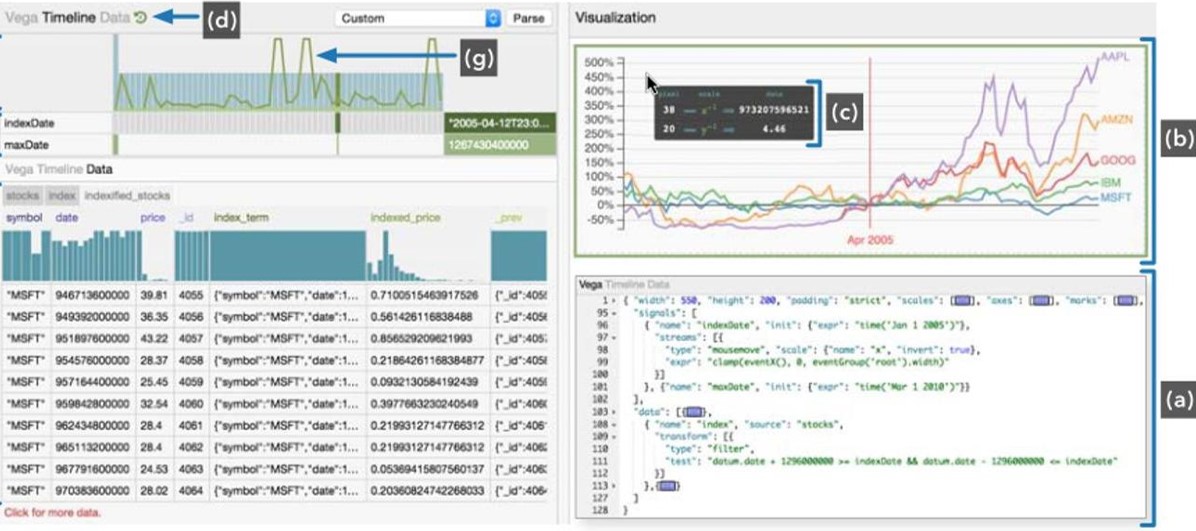 Vega Timeline Data
(d)
Custom
Parse
(g)
indexDate
"2005-04-12T23:0...
maxDate
1267430400000
Vega Timeline Data
stocks index indexified_stocks
symbol date price _id index_term indexed_price _prev
"MSFT" 946713600000 39.81 4055 {"symbol":"MSFT","date":1... 0.7100515463917526 {"_id":4055
"MSFT" 949392000000 36.35 4056 {"symbol":"MSFT","date":1... 0.561426116838488 {"_id":4056
"MSFT" 951897600000 43.22 4057 {"symbol":"MSFT","date":1... 0.856529209621993 {"_id":4057
"MSFT" 954576000000 28.37 4058 {"symbol":"MSFT","date":1... 0.21864261168384877 {"_id":4058
"MSFT" 957164400000 25.45 4059 {"symbol":"MSFT","date":1... 0.0932130584192439 {"_id":4059
"MSFT" 959842800000 32.54 4060 {"symbol":"MSFT","date":1... 0.3977663230240549 {"_id":4060
"MSFT" 962434800000 28.4 4061 {"symbol":"MSFT","date":1... 0.21993127147766312 {"_id":4061
"MSFT" 965113200000 28.4 4062 {"symbol":"MSFT","date":1... 0.21993127147766312 {"_id":4062
"MSFT" 967791600000 24.53 4063 {"symbol":"MSFT","date":1... 0.05369415807560137 {"_id":4063
"MSFT" 970383600000 28.02 4064 {"symbol":"MSFT","date":1... 0.20360824742268033 {"_id":4064
Click for more data.
Visualization
500%
450%
400%
350%
300%
250%
200%
150%
100%
50%
0%
-50%
pixel scale data
38 x⁻¹ 973207596521
20 y⁻¹ 4.46
(c)
AAPL
AMZN
GOOG
IBM
MSFT
Apr 2005
(b)
Vega Timeline Data
1 { "width": 550, "height": 200, "padding": "strict", "scales": [], "axes": [], "marks": [],
95 "signals": [
96 { "name": "indexDate", "init": {"expr": "time('Jan 1 2005')"},
97 "streams": [{
98 "type": "mousemove", "scale": {"name": "x", "invert": true},
99 "expr": "clamp(eventX(), 0, eventGroup('root').width)"
100 }]
101 }, {"name": "maxDate", "init": {"expr": "time('Mar 1 2010')"}}
102 ],
103 "data": [{},
108 { "name": "index", "source": "stocks",
109 "transform": [{
110 "type": "filter",
111 "test": "datum.date + 1296000000 >= indexDate && datum.date - 1296000000 <= indexDate"
112 }]
113 },{}
127 ]
128 }
(a)